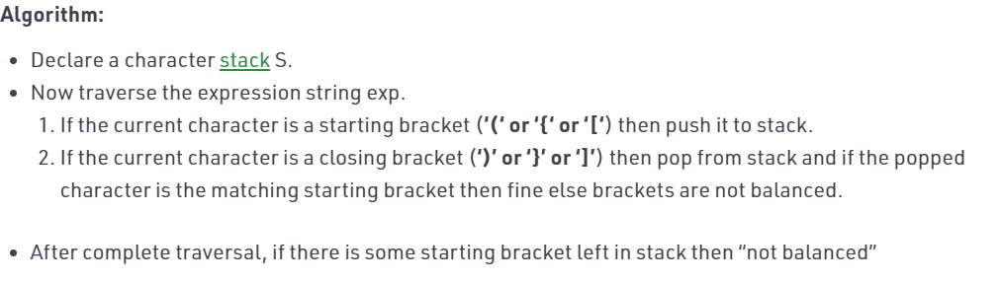 Algorithm:
• Declare a character stack S.
• Now traverse the expression string exp.
1. If the current character is a starting bracket (‘(‘ or ‘{‘ or ‘[‘) then push it to stack.
2. If the current character is a closing bracket (‘)’ or ‘}’ or ‘]’) then pop from stack and if the popped
character is the matching starting bracket then fine else brackets are not balanced.
• After complete traversal, if there is some starting bracket left in stack then “not balanced”